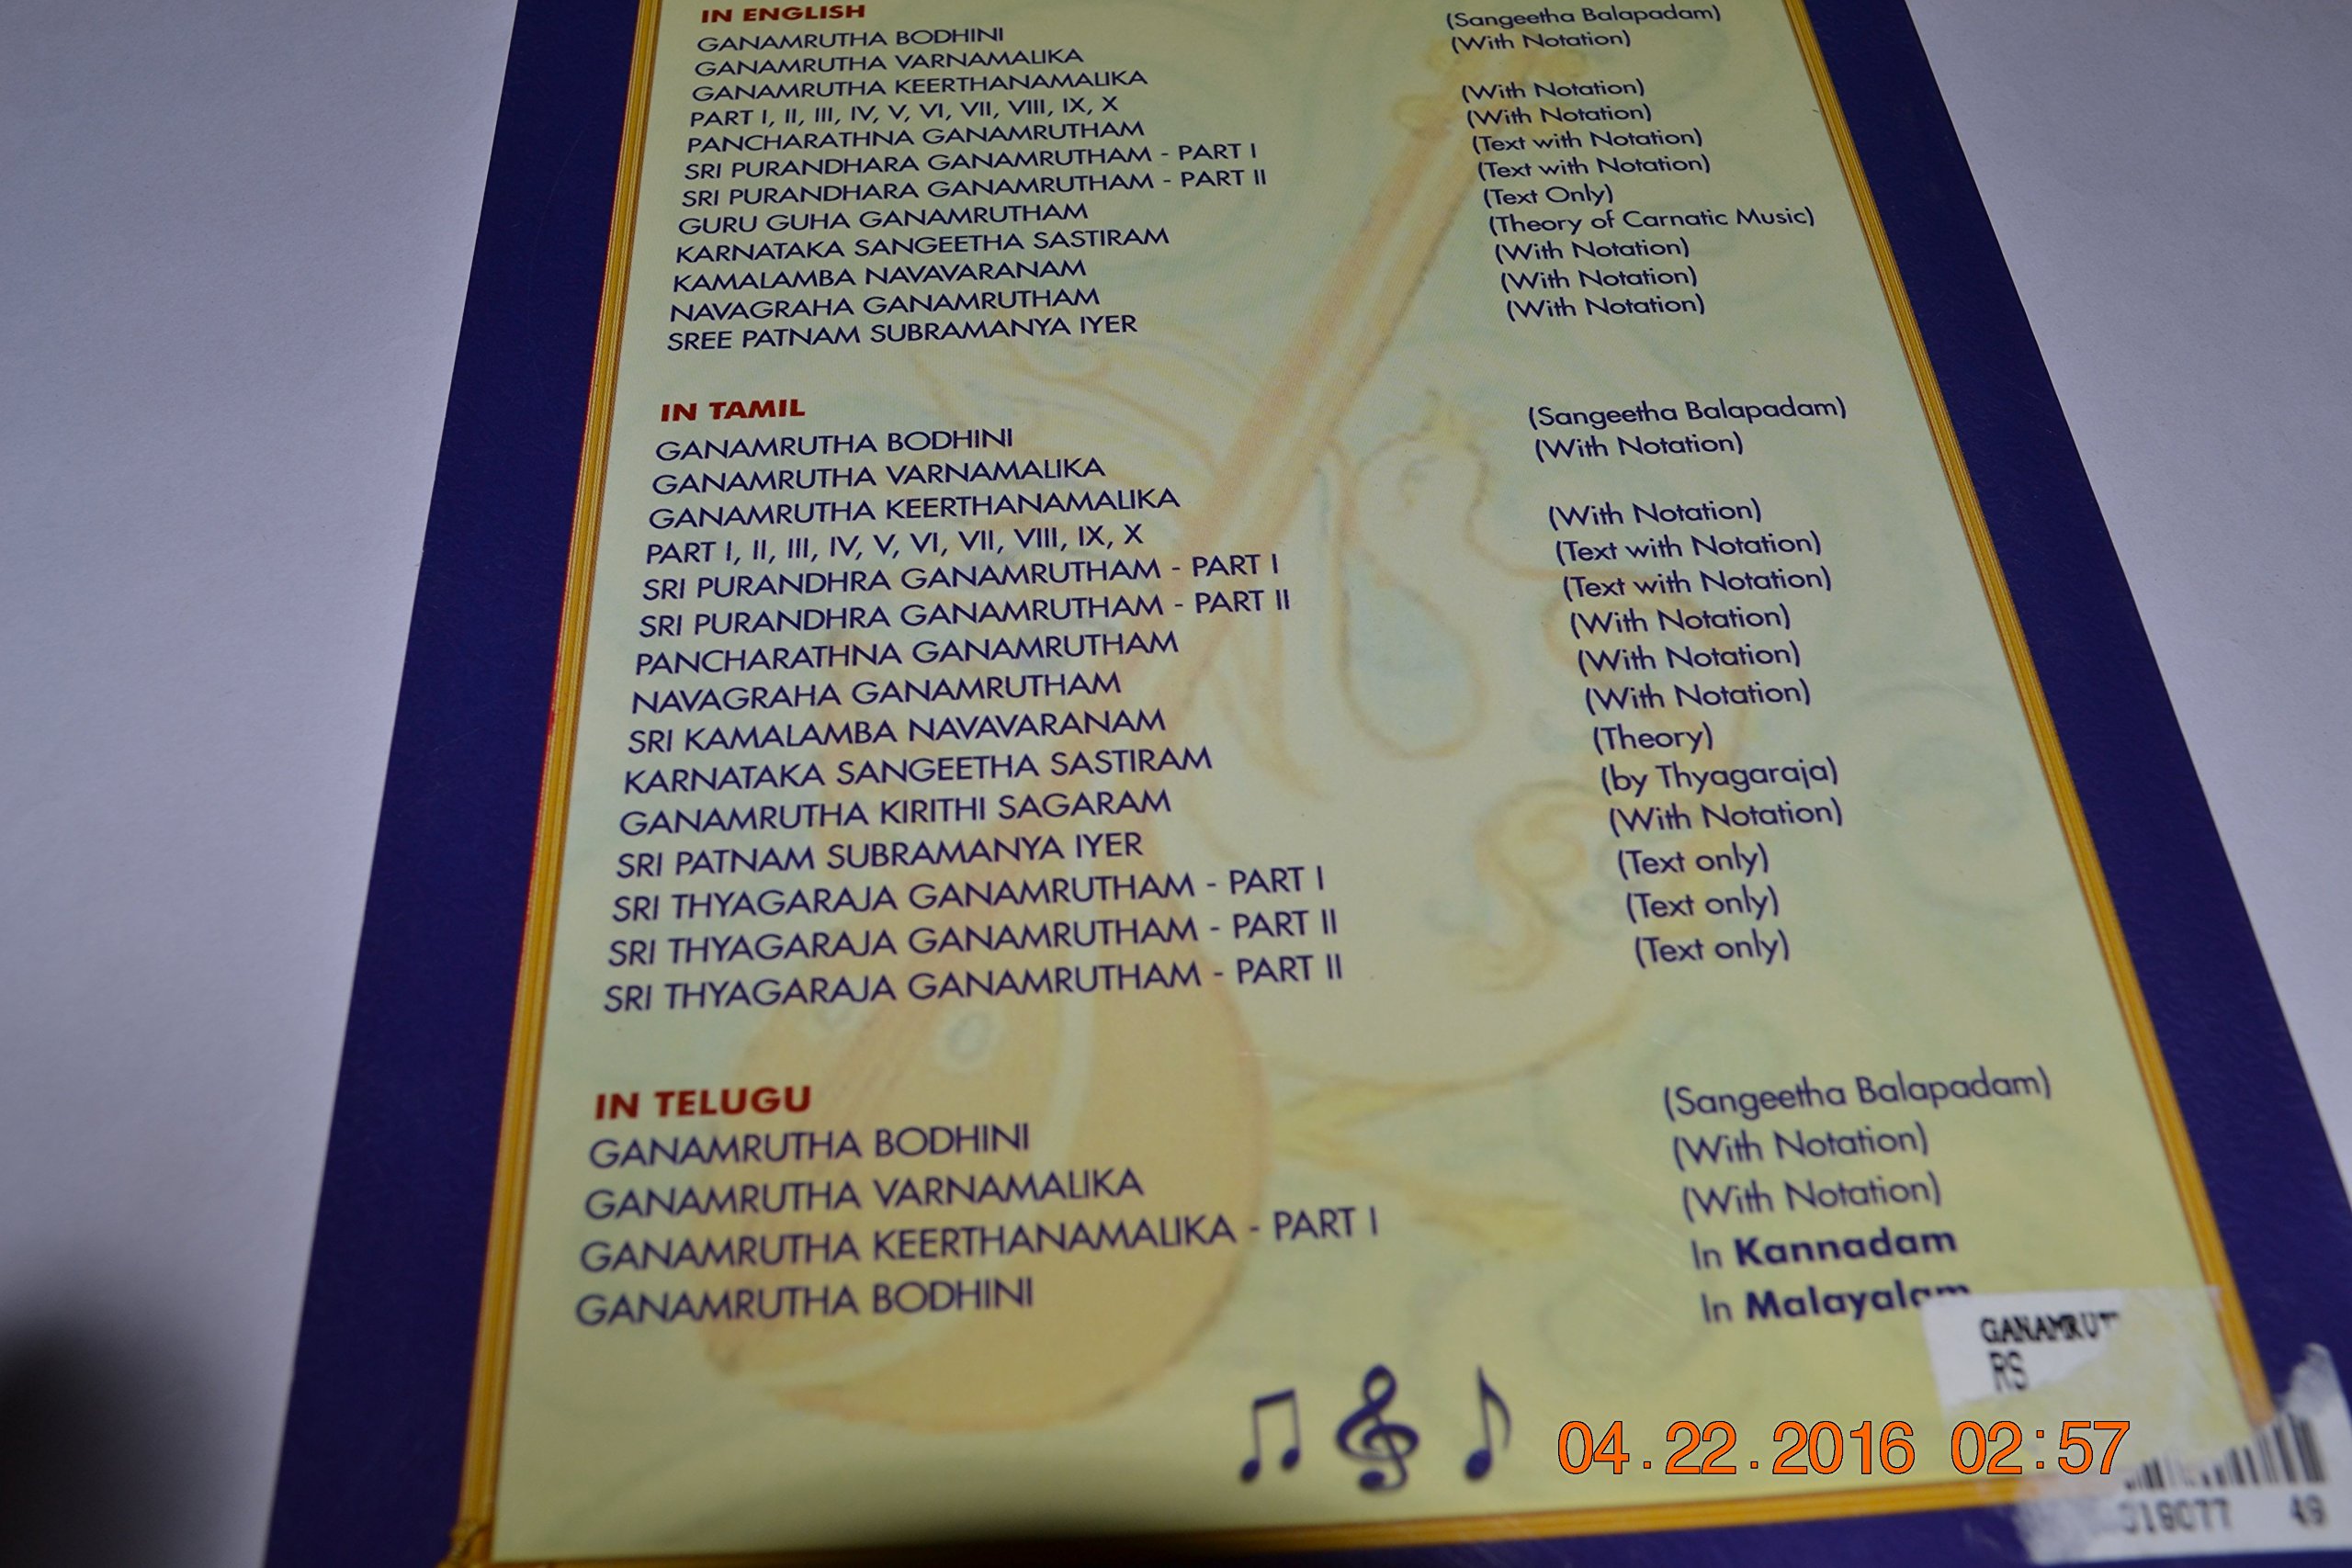 IN ENGLISH
GANAMRUTHA BODHINI (Sangeetha Balapadam)
GANAMRUTHA VARNAMALIKA (With Notation)
GANAMRUTHA KEERTHANAMALIKA
PART I, II, III, IV, V, VI, VII, VIII, IX, X (With Notation)
PANCHARATHNA GANAMRUTHAM (With Notation)
SRI PURANDHARA GANAMRUTHAM - PART I (Text with Notation)
SRI PURANDHARA GANAMRUTHAM - PART II (Text with Notation)
GURU GUHA GANAMRUTHAM (Text Only)
KARNATAKA SANGEETHA SASTIRAM (Theory of Carnatic Music)
KAMALAMBA NAVAVARANAM (With Notation)
NAVAGRAHA GANAMRUTHAM (With Notation)
SREE PATNAM SUBRAMANYA IYER (With Notation)
IN TAMIL
GANAMRUTHA BODHINI (Sangeetha Balapadam)
GANAMRUTHA VARNAMALIKA (With Notation)
GANAMRUTHA KEERTHANAMALIKA
PART I, II, III, IV, V, VI, VII, VIII, IX, X (With Notation)
SRI PURANDHRA GANAMRUTHAM - PART I (Text with Notation)
SRI PURANDHRA GANAMRUTHAM - PART II (Text with Notation)
PANCHARATHNA GANAMRUTHAM (With Notation)
NAVAGRAHA GANAMRUTHAM (With Notation)
SRI KAMALAMBA NAVAVARANAM (With Notation)
KARNATAKA SANGEETHA SASTIRAM (Theory)
GANAMRUTHA KIRITHI SAGARAM (by Thyagaraja)
SRI PATNAM SUBRAMANYA IYER (With Notation)
SRI THYAGARAJA GANAMRUTHAM - PART I (Text only)
SRI THYAGARAJA GANAMRUTHAM - PART II (Text only)
SRI THYAGARAJA GANAMRUTHAM - PART II (Text only)
IN TELUGU
GANAMRUTHA BODHINI (Sangeetha Balapadam)
GANAMRUTHA VARNAMALIKA (With Notation)
GANAMRUTHA KEERTHANAMALIKA - PART I (With Notation)
GANAMRUTHA BODHINI In Kannadam
In Malayalam
GANAMRUT
RS
04.22.2016 02:57
49